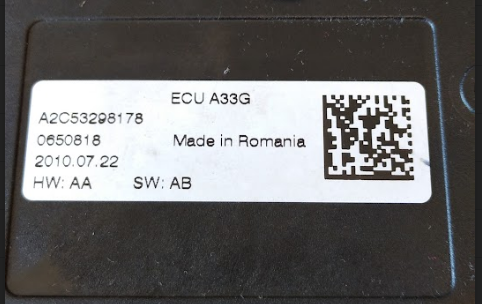 ECU A33G
A2C53298178
0650818 Made in Romania
2010.07.22
HW: AA SW: AB